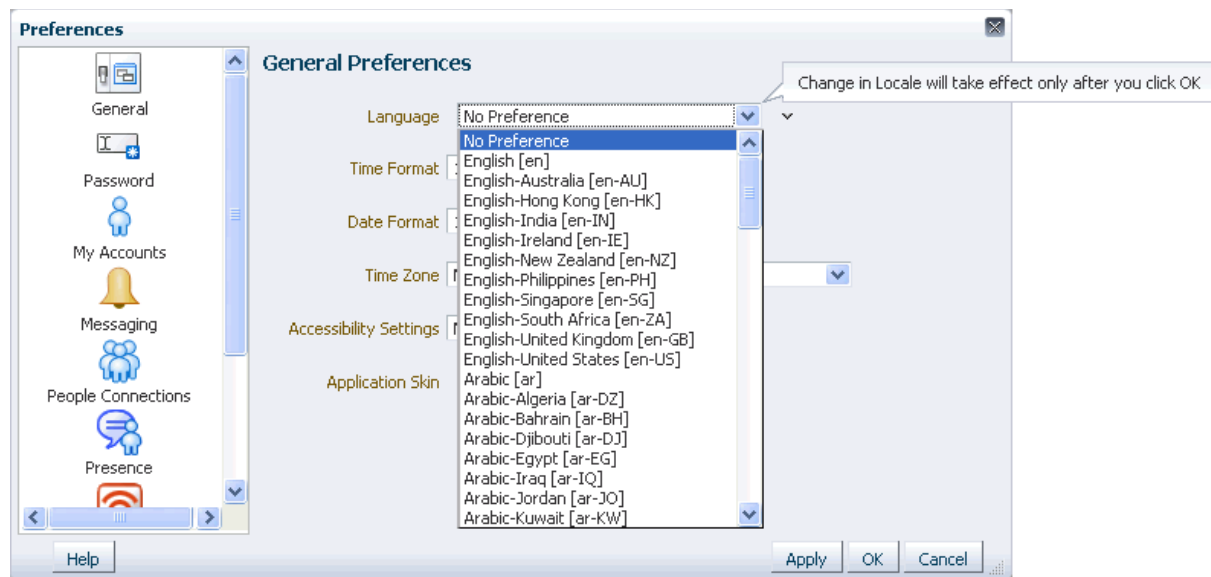 Preferences
General
Password
My Accounts
Messaging
People Connections
Presence
General Preferences
Change in Locale will take effect only after you click OK
Language
No Preference
No Preference
English [en]
English-Australia [en-AU]
English-Hong Kong [en-HK]
English-India [en-IN]
English-Ireland [en-IE]
English-New Zealand [en-NZ]
English-Philippines [en-PH]
English-Singapore [en-SG]
English-South Africa [en-ZA]
English-United Kingdom [en-GB]
English-United States [en-US]
Arabic [ar]
Arabic-Algeria [ar-DZ]
Arabic-Bahrain [ar-BH]
Arabic-Djibouti [ar-DJ]
Arabic-Egypt [ar-EG]
Arabic-Iraq [ar-IQ]
Arabic-Jordan [ar-JO]
Arabic-Kuwait [ar-KW]
Time Format
Date Format
Time Zone
Accessibility Settings
Application Skin
Help
Apply
OK
Cancel